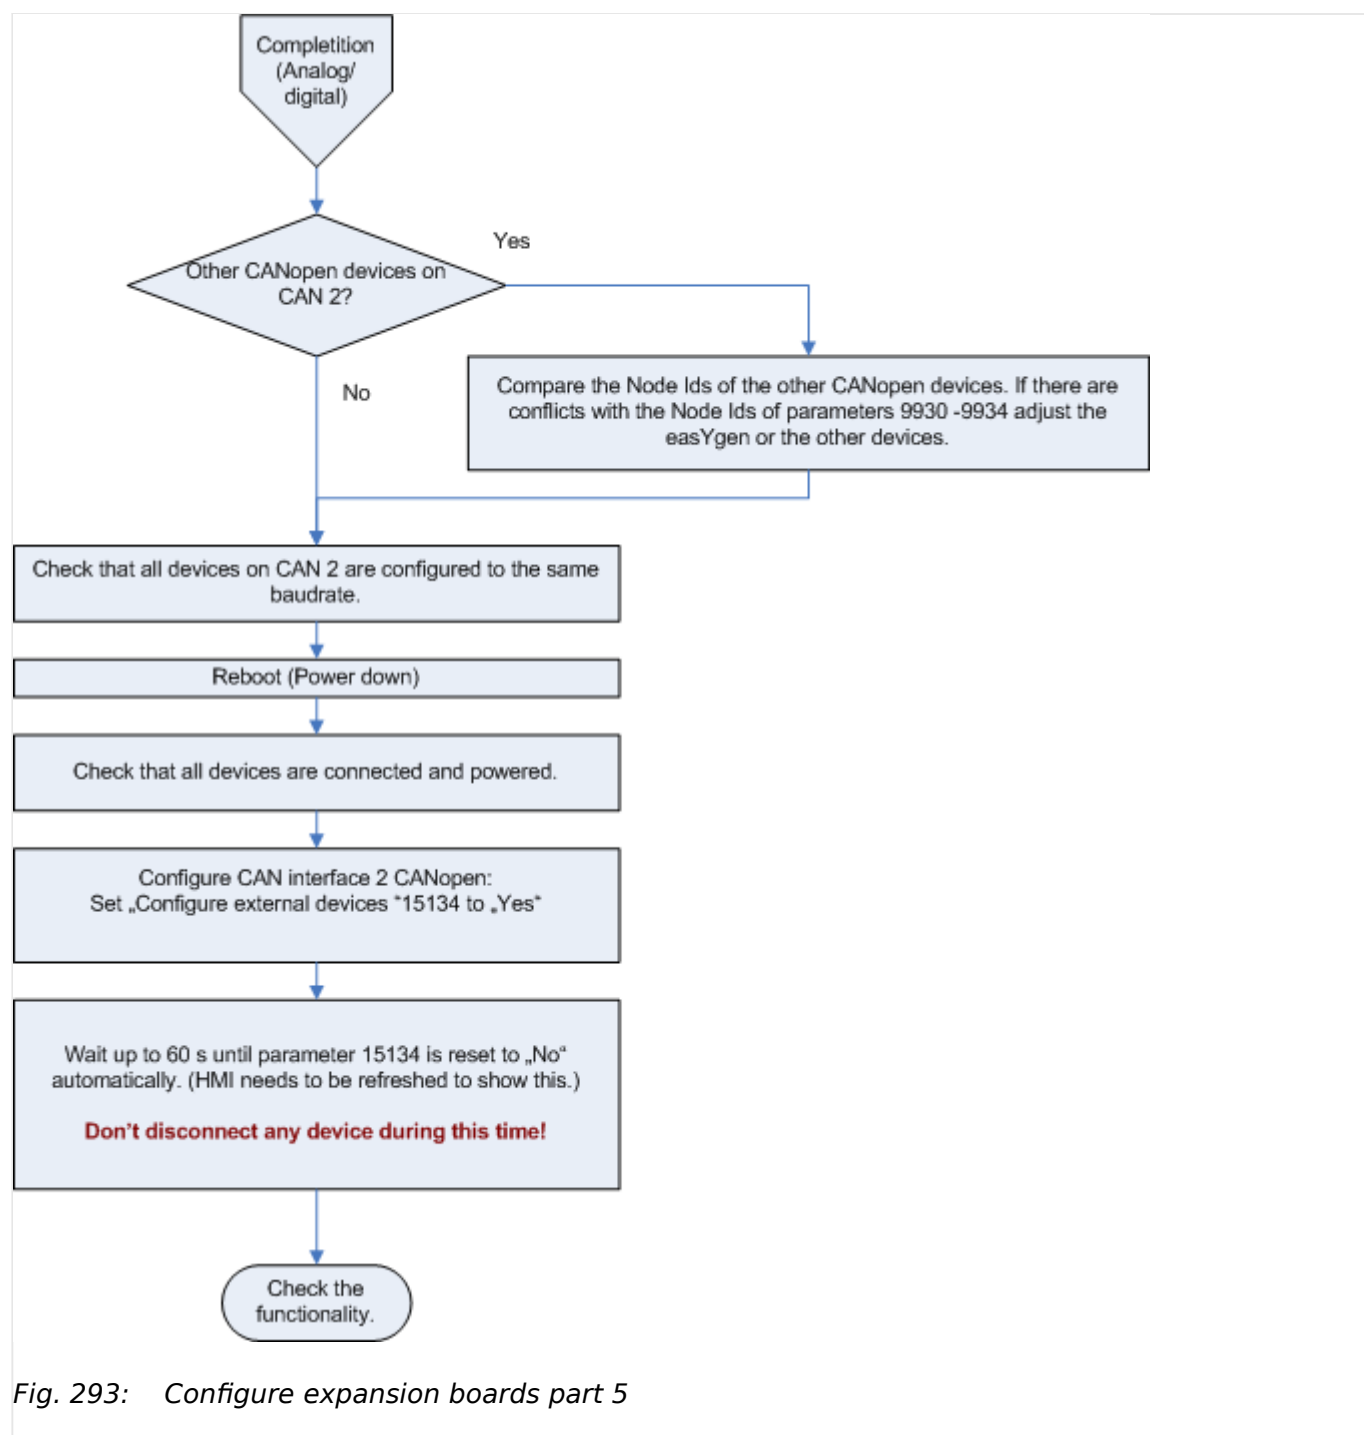 Completition
(Analog/
digital)
Other CANopen devices on
CAN 2?
Yes
No
Compare the Node Ids of the other CANopen devices. If there are
conflicts with the Node Ids of parameters 9930 -9934 adjust the
easYgen or the other devices.
Check that all devices on CAN 2 are configured to the same
baudrate.
Reboot (Power down)
Check that all devices are connected and powered.
Configure CAN interface 2 CANopen:
Set „Configure external devices “15134 to „Yes“
Wait up to 60 s until parameter 15134 is reset to „No“
automatically. (HMI needs to be refreshed to show this.)
Don’t disconnect any device during this time!
Check the
functionality.
Fig. 293: Configure expansion boards part 5